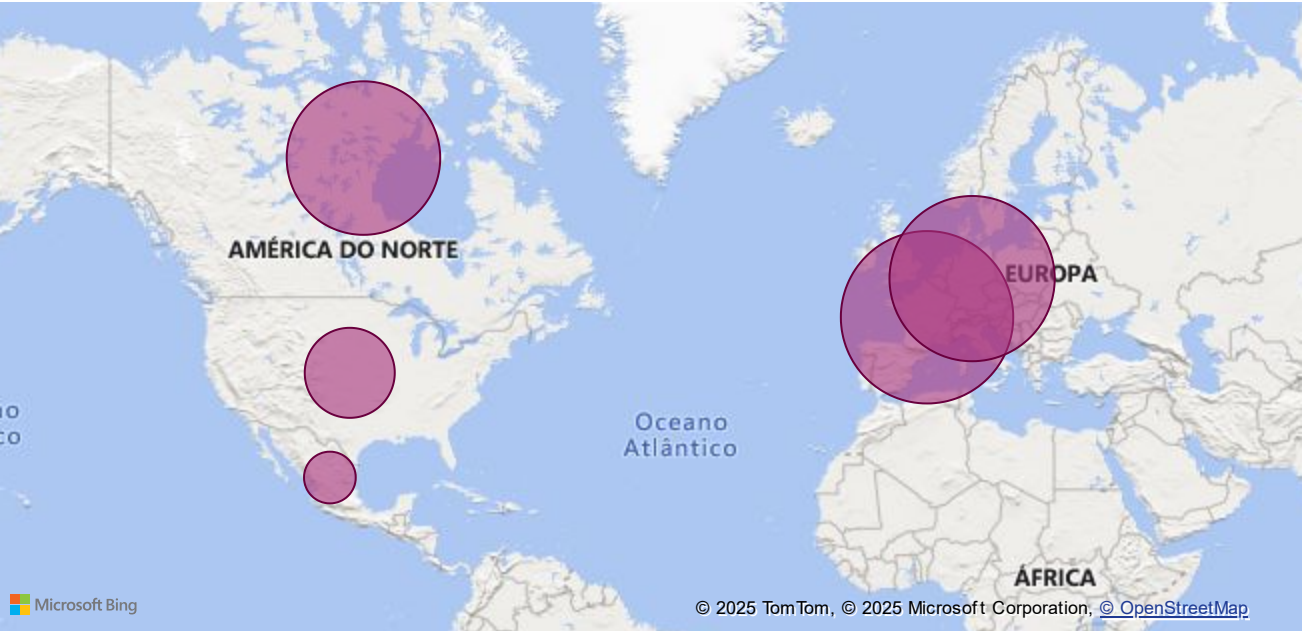 AMÉRICA DO NORTE
EUROPA
Oceano
Atlântico
ÁFRICA
Microsoft Bing
© 2025 TomTom, © 2025 Microsoft Corporation, © OpenStreetMap